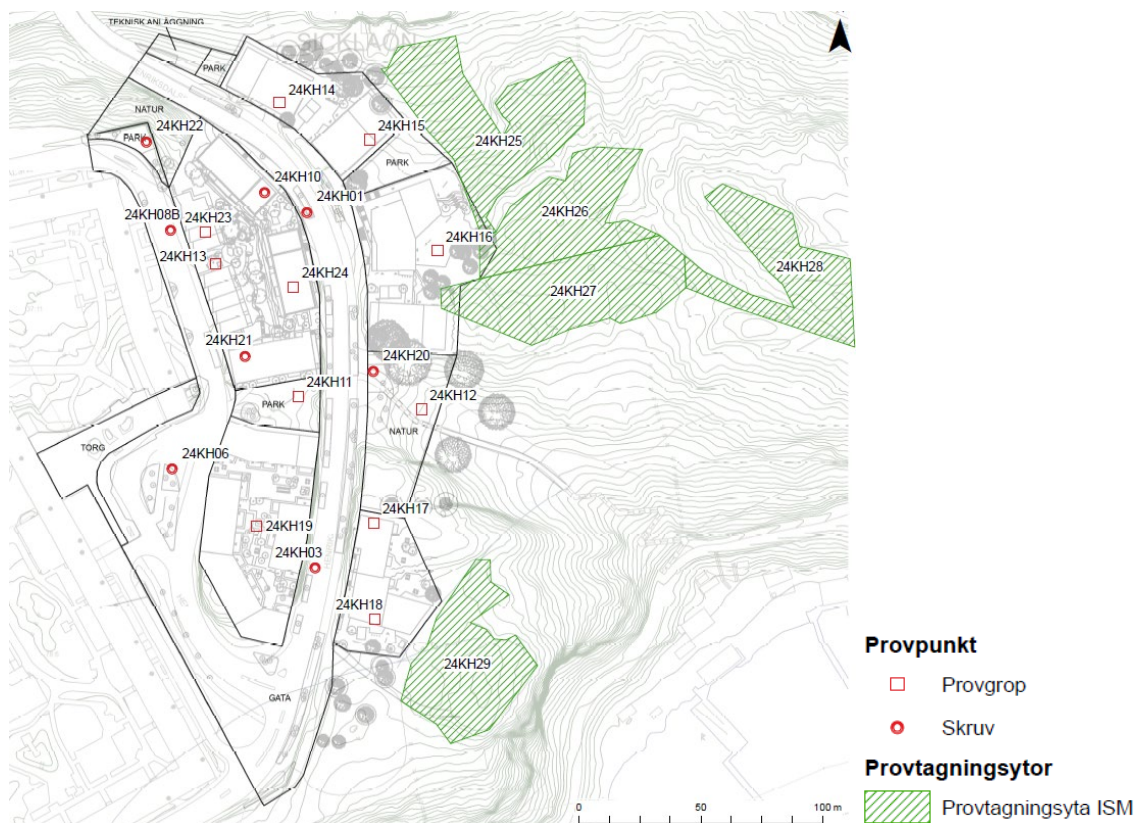 TEKNISK ANLÄGGNING
SICKLAÖN
PARK
24KH14
NATUR
24KH22
PARK
24KH15
24KH25
PARK
24KH10
24KH01
24KH26
24KH08B
24KH23
24KH16
24KH13
24KH28
24KH24
24KH27
24KH21
24KH20
24KH11
24KH12
PARK
NATUR
TORG
24KH06
24KH17
24KH19
24KH03
24KH18
24KH29
GATA
Provpunkt
Provgrop
Skruv
Provtagningsytor
Provtagningsyta ISM
0 50 100 m